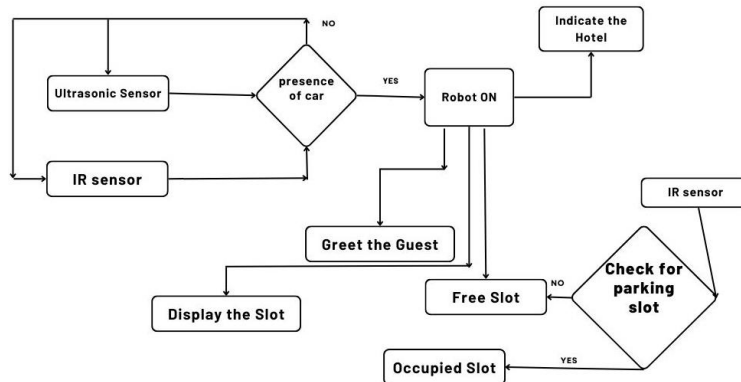 NO
Indicate the
Hotel
Ultrasonic Sensor
presence
of car
YES
Robot ON
IR sensor
IR sensor
Greet the Guest
Check for
parking
slot
NO
Free Slot
Display the Slot
YES
Occupied Slot